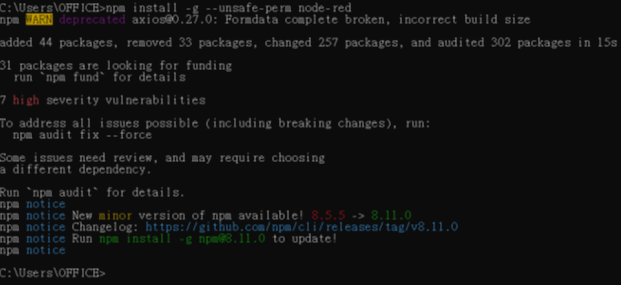 C:\Users\OFFICE>npm install -g --unsafe-perm node-red
npm WARN deprecated axios@0.27.0: Formdata complete broken, incorrect build size
added 44 packages, removed 33 packages, changed 257 packages, and audited 302 packages in 15s
31 packages are looking for funding
  run `npm fund` for details
7 high severity vulnerabilities
To address all issues possible (including breaking changes), run:
  npm audit fix --force
Some issues need review, and may require choosing
a different dependency.
Run `npm audit` for details.
npm notice
npm notice New minor version of npm available! 8.5.5 -> 8.11.0
npm notice Changelog: https://github.com/npm/cli/releases/tag/v8.11.0
npm notice Run npm install -g npm@8.11.0 to update!
npm notice
C:\Users\OFFICE>